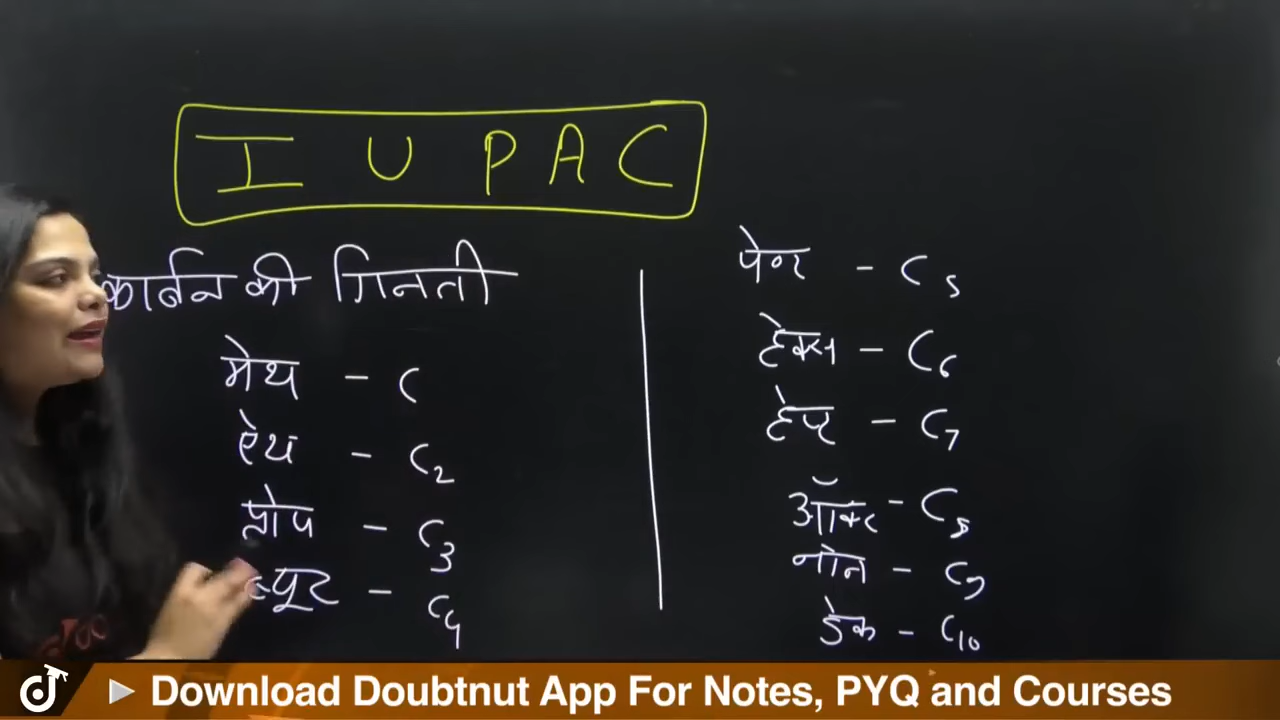 I U P A C
कार्बन की गिनती
मेथ - C
ऐथ - C2
प्रोप - C3
ब्यूट - C4
पेन्ट - C5
हेक्स - C6
हेप्ट - C7
ऑक्ट - C8
नोन - C9
डेक - C10
Download Doubtnut App For Notes, PYQ and Courses